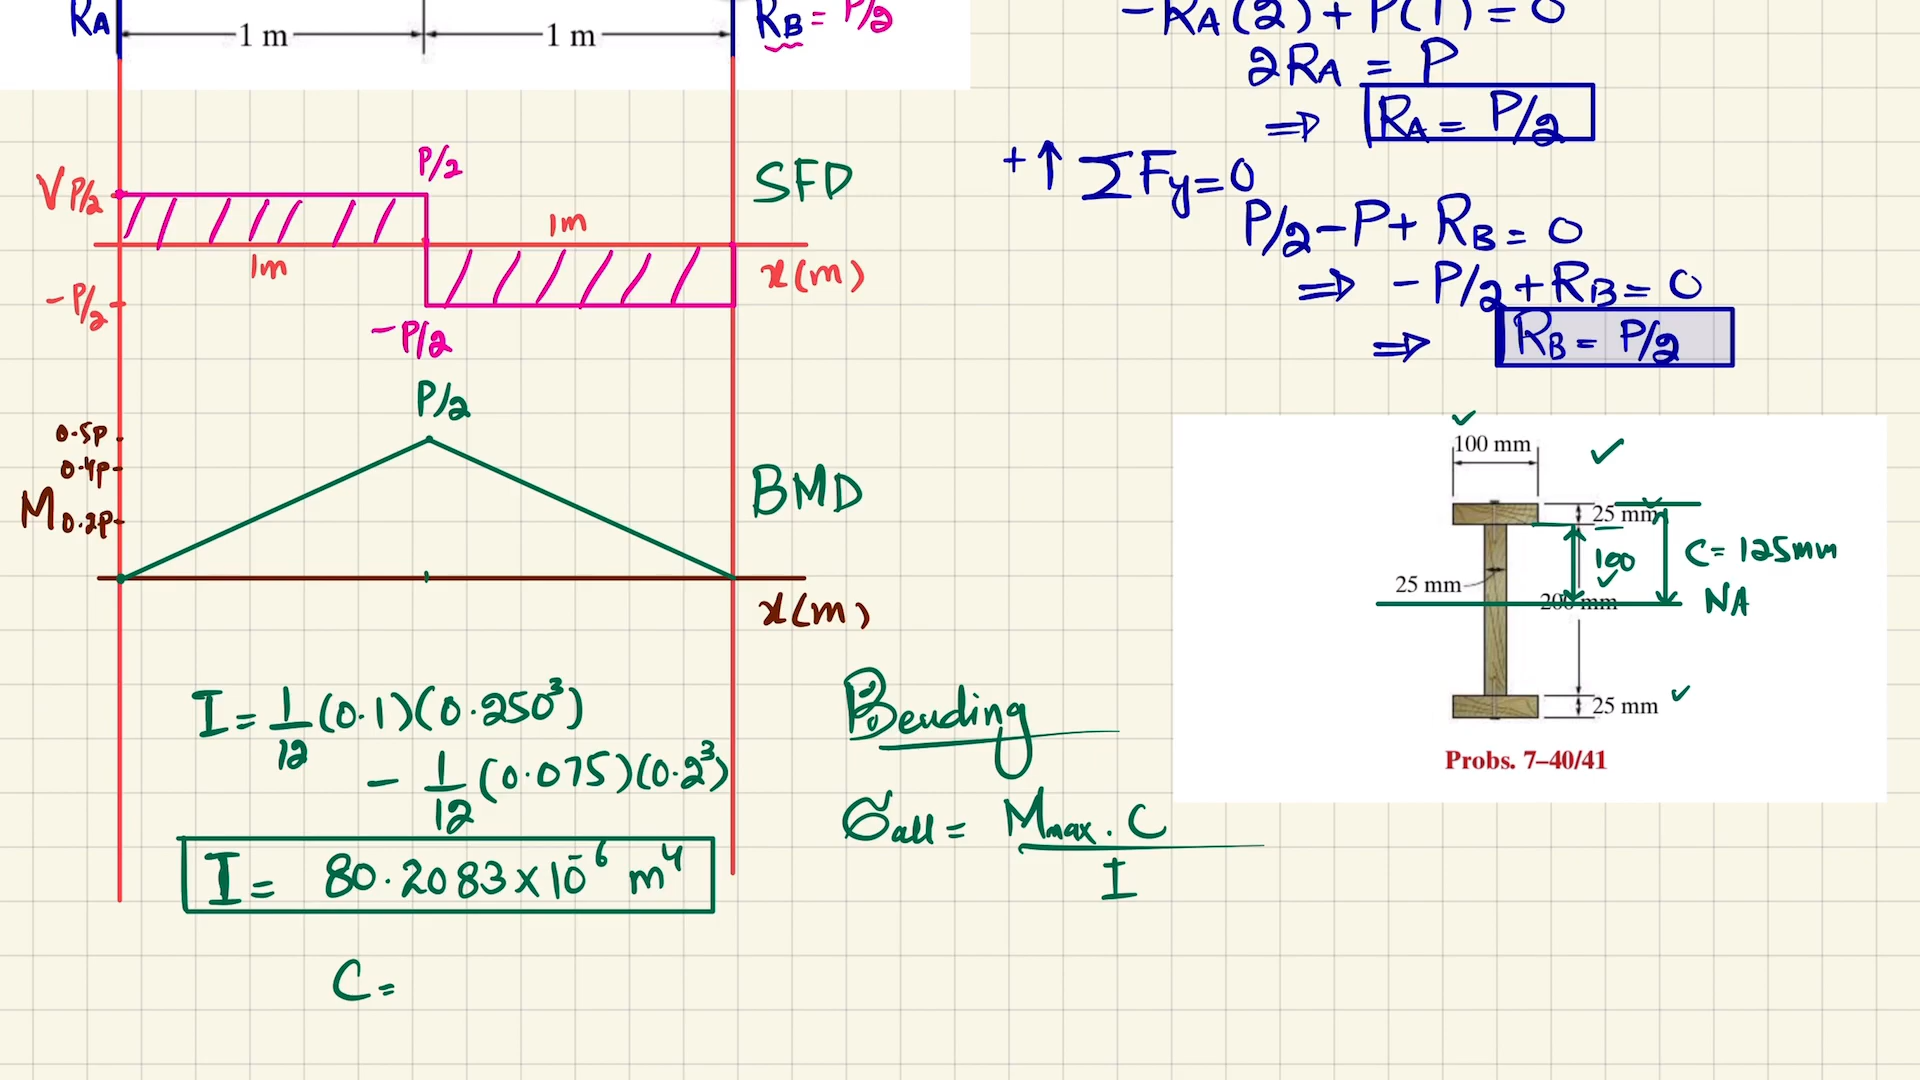 RA
1 m
1 m
RB = P/2
-RA(2) + P(1) = 0
2RA = P
⇒ RA = P/2
+↑ ΣFy=0
P/2 - P + RB = 0
⇒ -P/2 + RB = 0
⇒ RB = P/2
P/2
V P/2
SFD
1m
1m
x(m)
-P/2
-P/2
P/2
0.5P
0.4P
M 0.2P
BMD
x(m)
100 mm
25 mm
100
C = 125mm
25 mm
200 mm
NA
25 mm
Probs. 7–40/41
I = 1/12 (0.1)(0.250³)
- 1/12 (0.075)(0.2³)
I = 80.2083 x 10⁻⁶ m⁴
C =
Bending
σall = Mmax . C / I